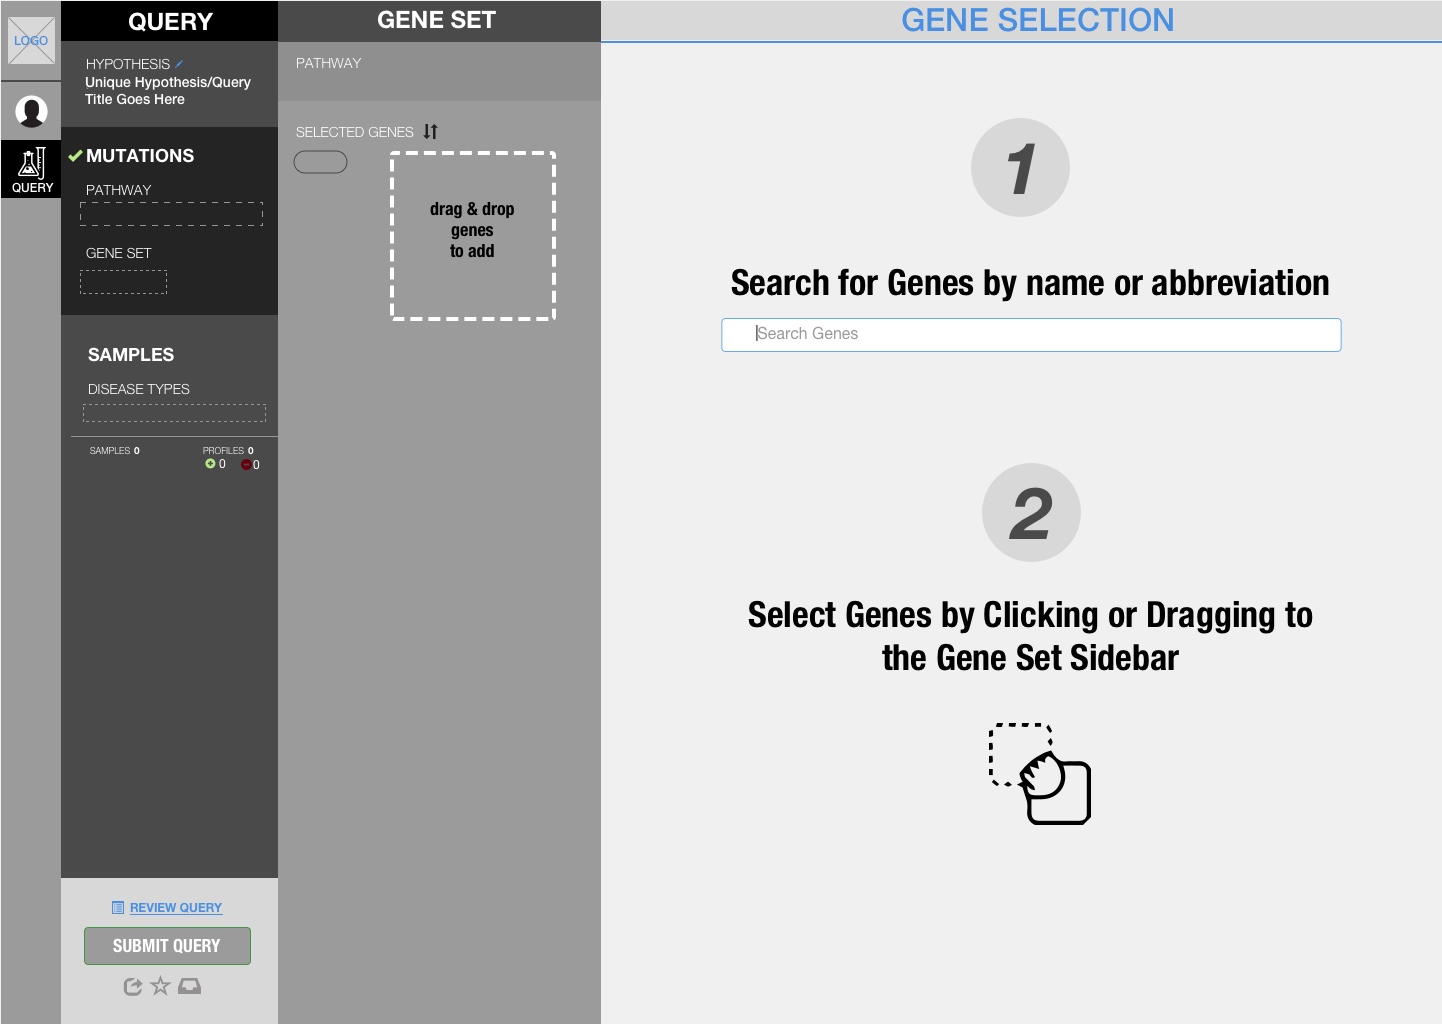 LOGO
QUERY
QUERY
HYPOTHESIS
Unique Hypothesis/Query
Title Goes Here
MUTATIONS
PATHWAY
GENE SET
SAMPLES
DISEASE TYPES
SAMPLES 0 PROFILES 0
0 0
REVIEW QUERY
SUBMIT QUERY
GENE SET
PATHWAY
SELECTED GENES
drag & drop
genes
to add
GENE SELECTION
1
Search for Genes by name or abbreviation
Search Genes
2
Select Genes by Clicking or Dragging to
the Gene Set Sidebar